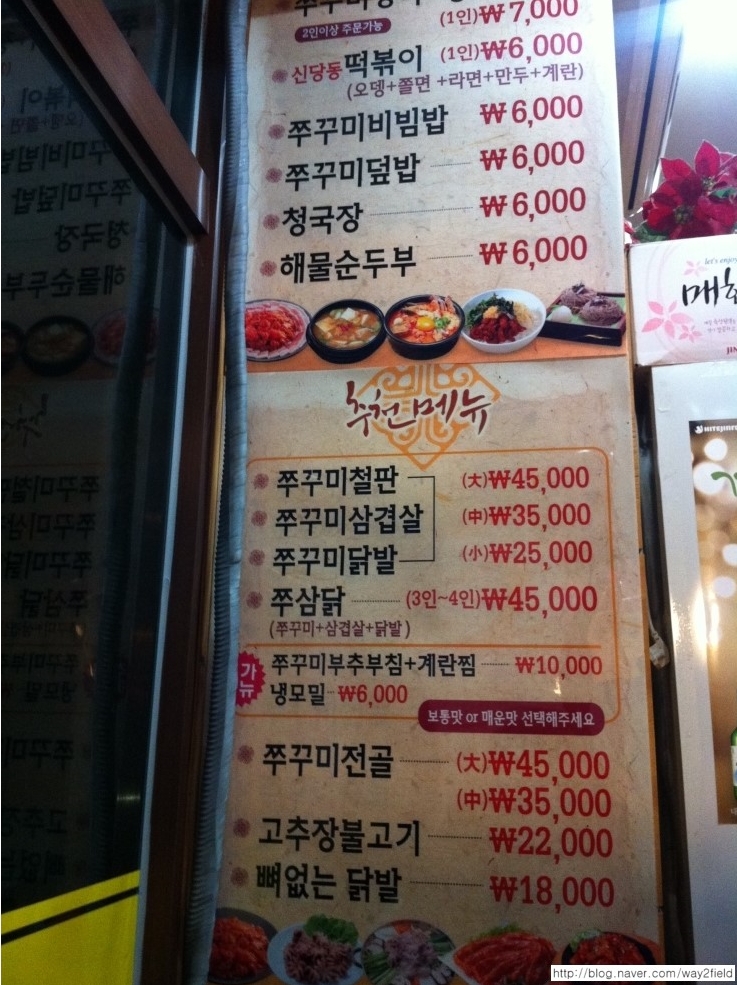 (1인)₩7,000
2인이상 주문가능
신당동떡볶이 (1인)₩6,000
(오뎅+쫄면 +라면+만두+계란)
쭈꾸미비빔밥 ₩6,000
쭈꾸미덮밥 ₩6,000
청국장 ₩6,000
해물순두부 ₩6,000
추천메뉴
쭈꾸미철판 (大)₩45,000
쭈꾸미삼겹살 (中)₩35,000
쭈꾸미닭발 (小)₩25,000
쭈삼닭 (3인~4인)₩45,000
(쭈꾸미+삼겹살+닭발)
쭈꾸미부추부침+계란찜 ₩10,000
냉모밀 ₩6,000
보통맛 or 매운맛 선택해주세요
쭈꾸미전골 (大)₩45,000
(中)₩35,000
고추장불고기 ₩22,000
뼈없는 닭발 ₩18,000
let's enjoy
http://blog.naver.com/way2field